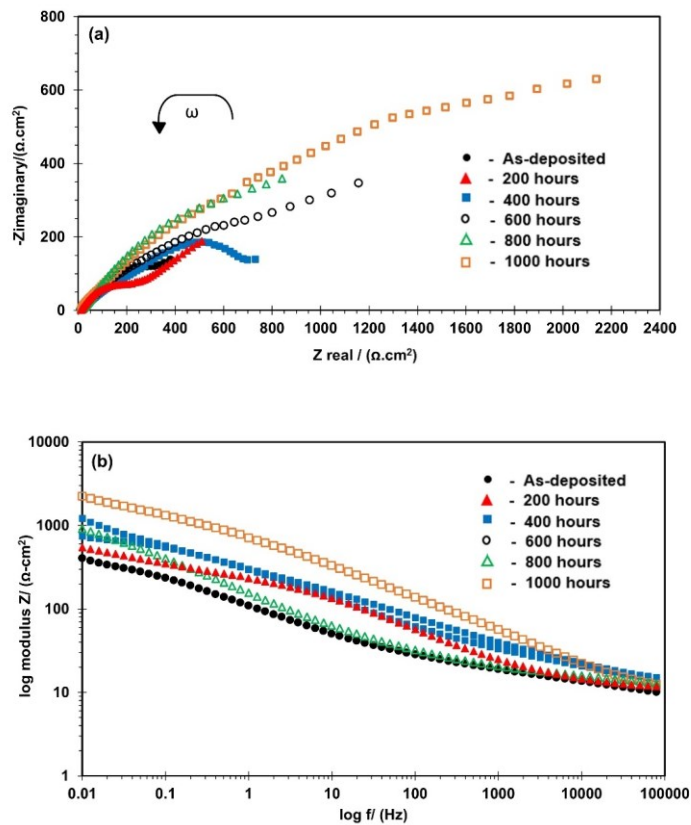 800
(a)
600
ω
400
200
0
-Zimaginary/(Ω.cm²)
- As-deposited
- 200 hours
- 400 hours
- 600 hours
- 800 hours
- 1000 hours
0 200 400 600 800 1000 1200 1400 1600 1800 2000 2200 2400
Z real / (Ω.cm²)
10000
(b)
1000
100
10
1
log modulus Z/ (Ω-cm²)
- As-deposited
- 200 hours
- 400 hours
- 600 hours
- 800 hours
- 1000 hours
0.01 0.1 1 10 100 1000 10000 100000
log f/ (Hz)